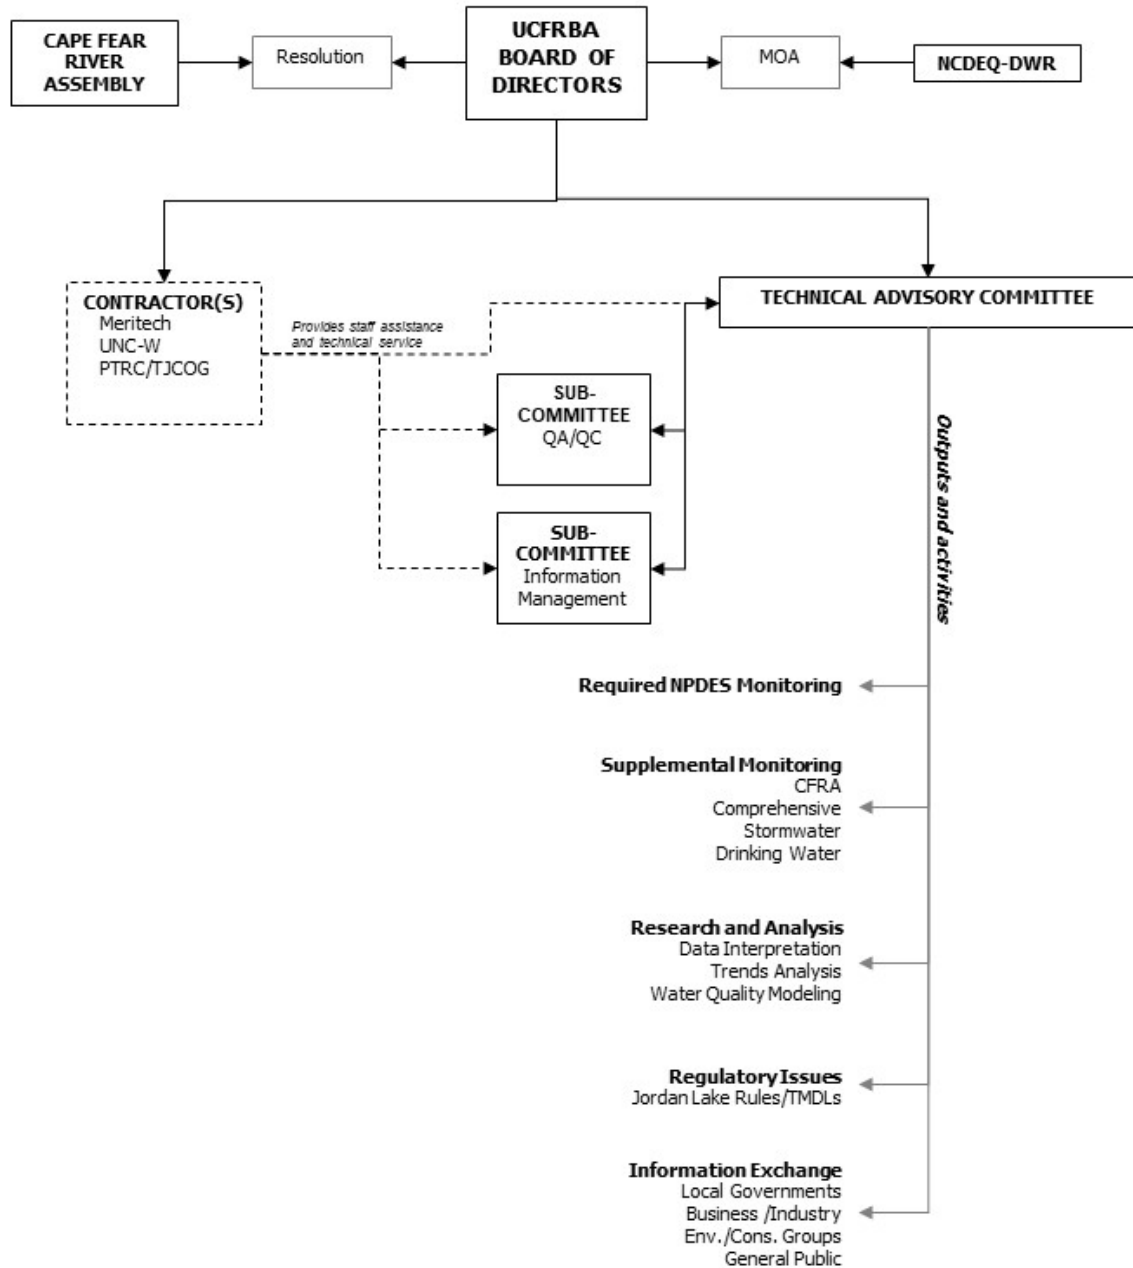 CAPE FEAR
RIVER
ASSEMBLY
Resolution
UCFRBA
BOARD OF
DIRECTORS
MOA
NCDEQ-DWR
CONTRACTOR(S)
Meritech
UNC-W
PTRC/TJCOG
Provides staff assistance
and technical service
TECHNICAL ADVISORY COMMITTEE
SUB-
COMMITTEE
QA/QC
SUB-
COMMITTEE
Information
Management
Outputs and activities
Required NPDES Monitoring
Supplemental Monitoring
CFRA
Comprehensive
Stormwater
Drinking Water
Research and Analysis
Data Interpretation
Trends Analysis
Water Quality Modeling
Regulatory Issues
Jordan Lake Rules/TMDLs
Information Exchange
Local Governments
Business /Industry
Env./Cons. Groups
General Public